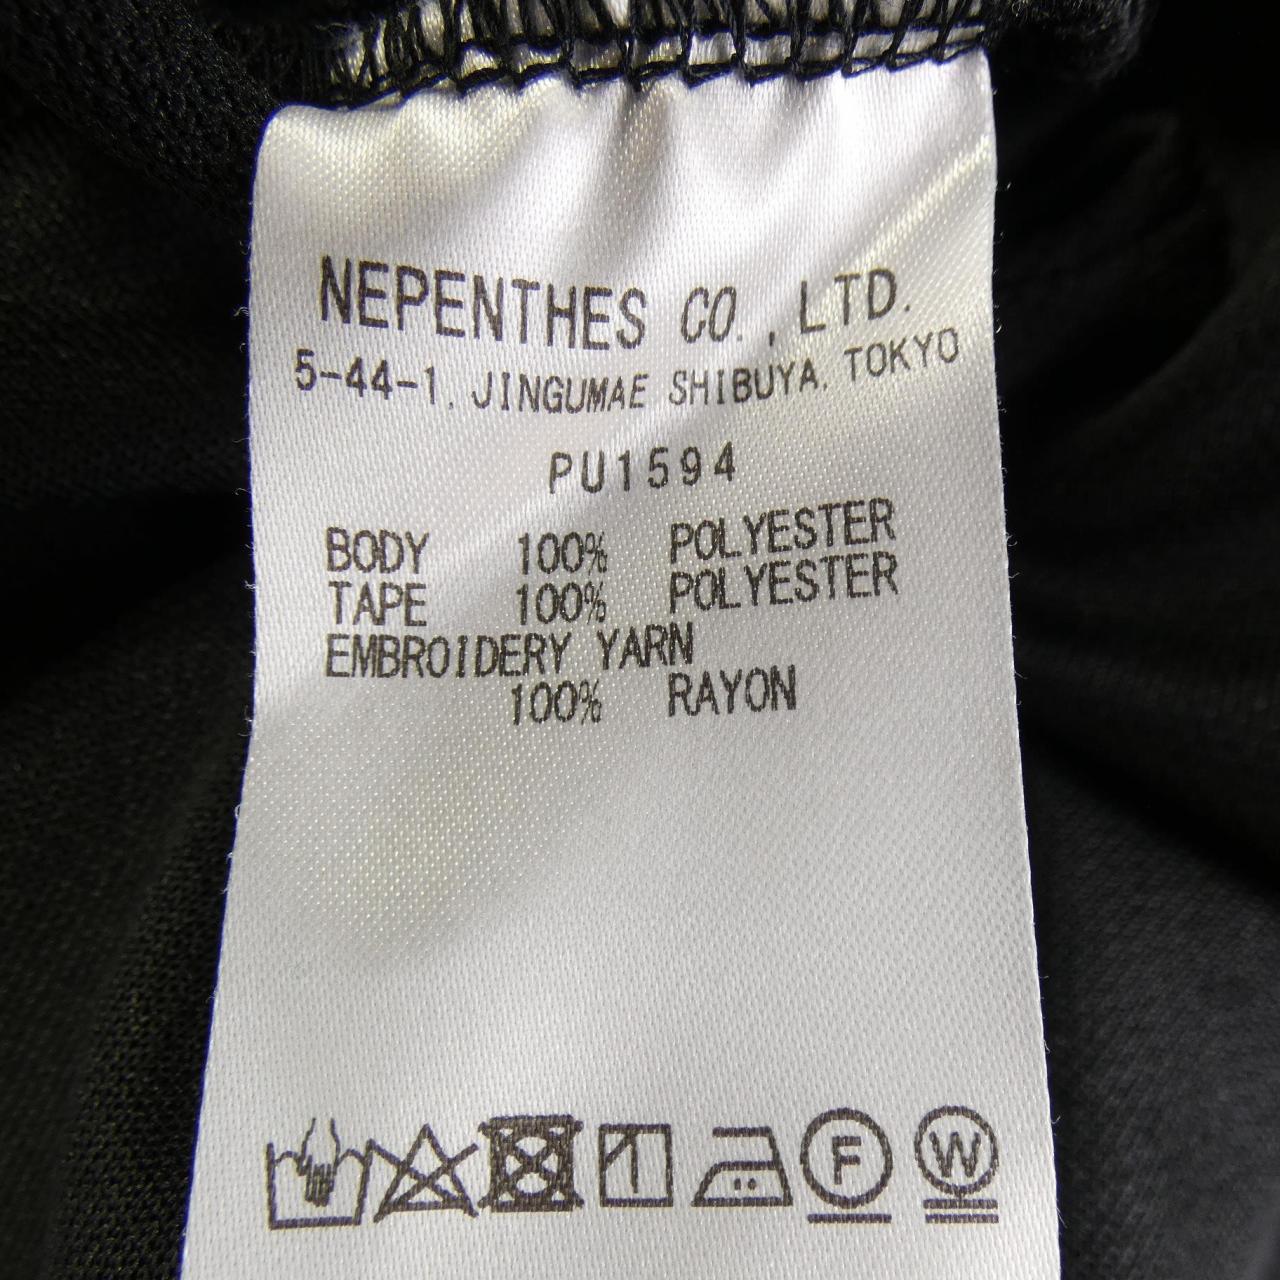 NEPENTHES CO.,LTD.
5-44-1, JINGUMAE SHIBUYA, TOKYO
PU1594
BODY 100% POLYESTER
TAPE 100% POLYESTER
EMBROIDERY YARN
100% RAYON
F W